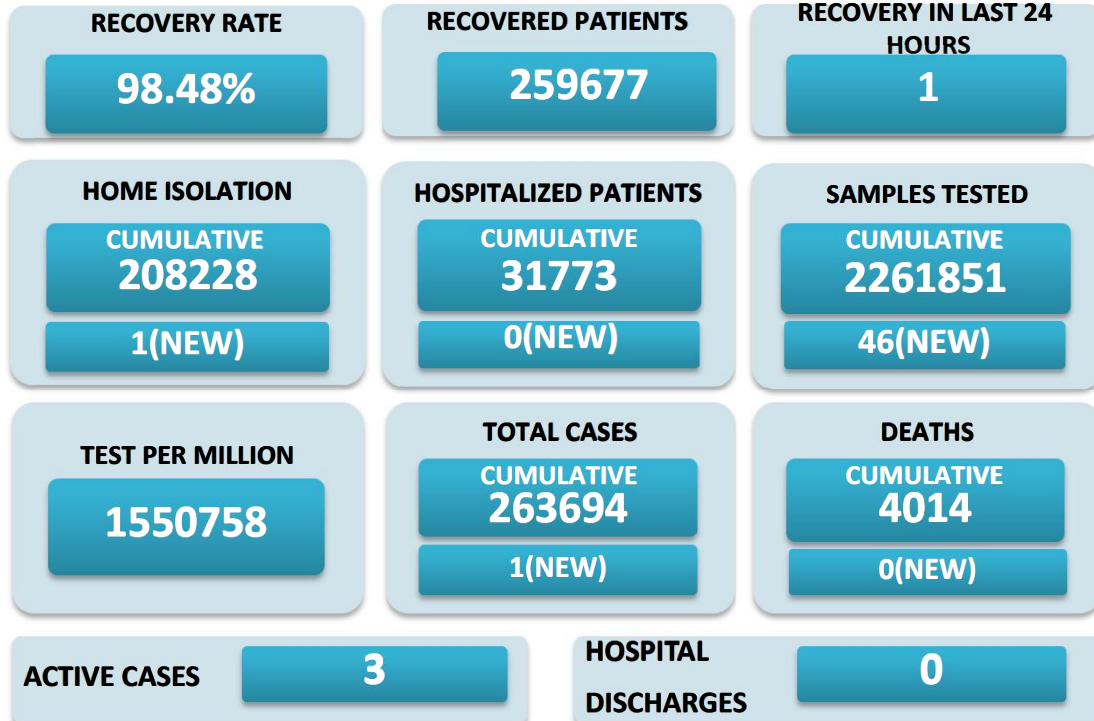 RECOVERY RATE
98.48%
RECOVERED PATIENTS
259677
RECOVERY IN LAST 24
HOURS
1
HOME ISOLATION
CUMULATIVE
208228
1(NEW)
HOSPITALIZED PATIENTS
CUMULATIVE
31773
0(NEW)
SAMPLES TESTED
CUMULATIVE
2261851
46(NEW)
TEST PER MILLION
1550758
TOTAL CASES
CUMULATIVE
263694
1(NEW)
DEATHS
CUMULATIVE
4014
0(NEW)
ACTIVE CASES
3
HOSPITAL
DISCHARGES
0